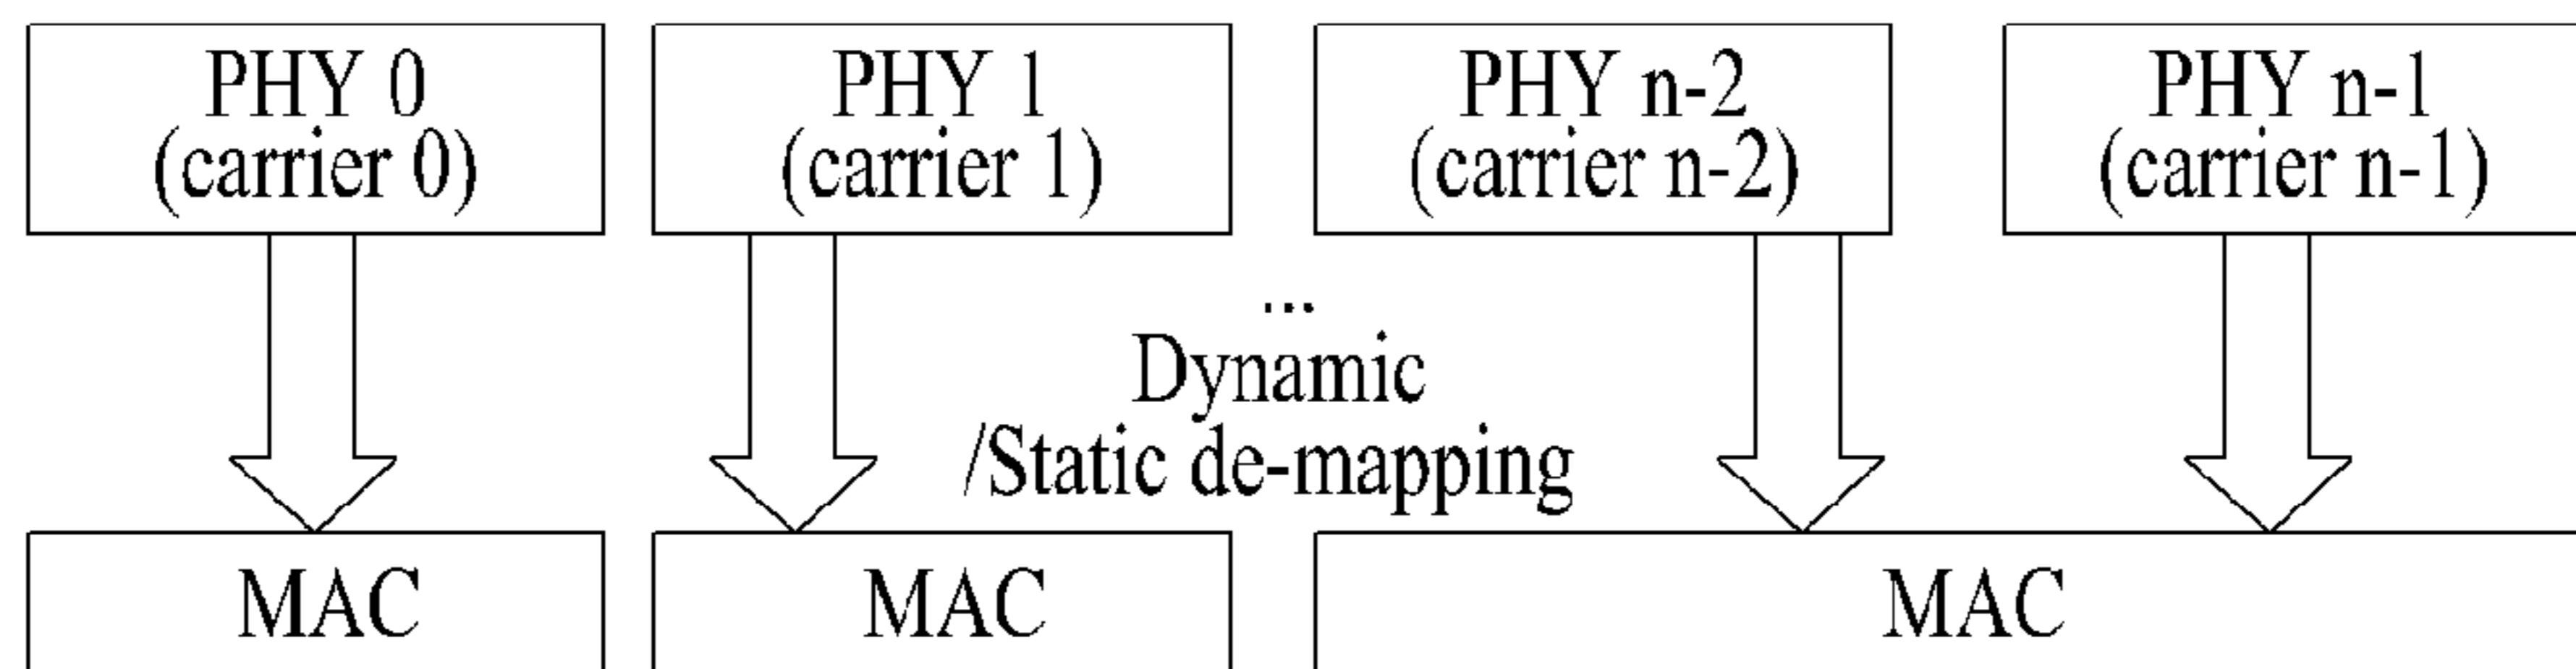 PHY 0
(carrier 0)
PHY 1
(carrier 1)
PHY n-2
(carrier n-2)
PHY n-1
(carrier n-1)
...
Dynamic
/Static de-mapping
MAC
MAC
MAC